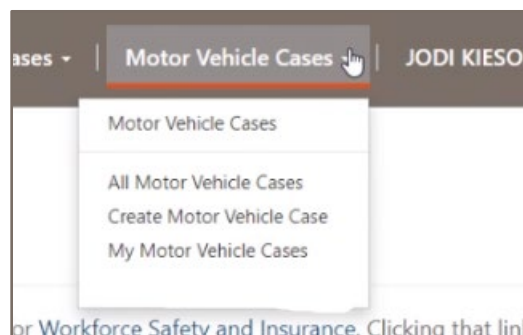 ases | Motor Vehicle Cases | JODI KIESO
Motor Vehicle Cases
All Motor Vehicle Cases
Create Motor Vehicle Case
My Motor Vehicle Cases
or Workforce Safety and Insurance. Clicking that lin